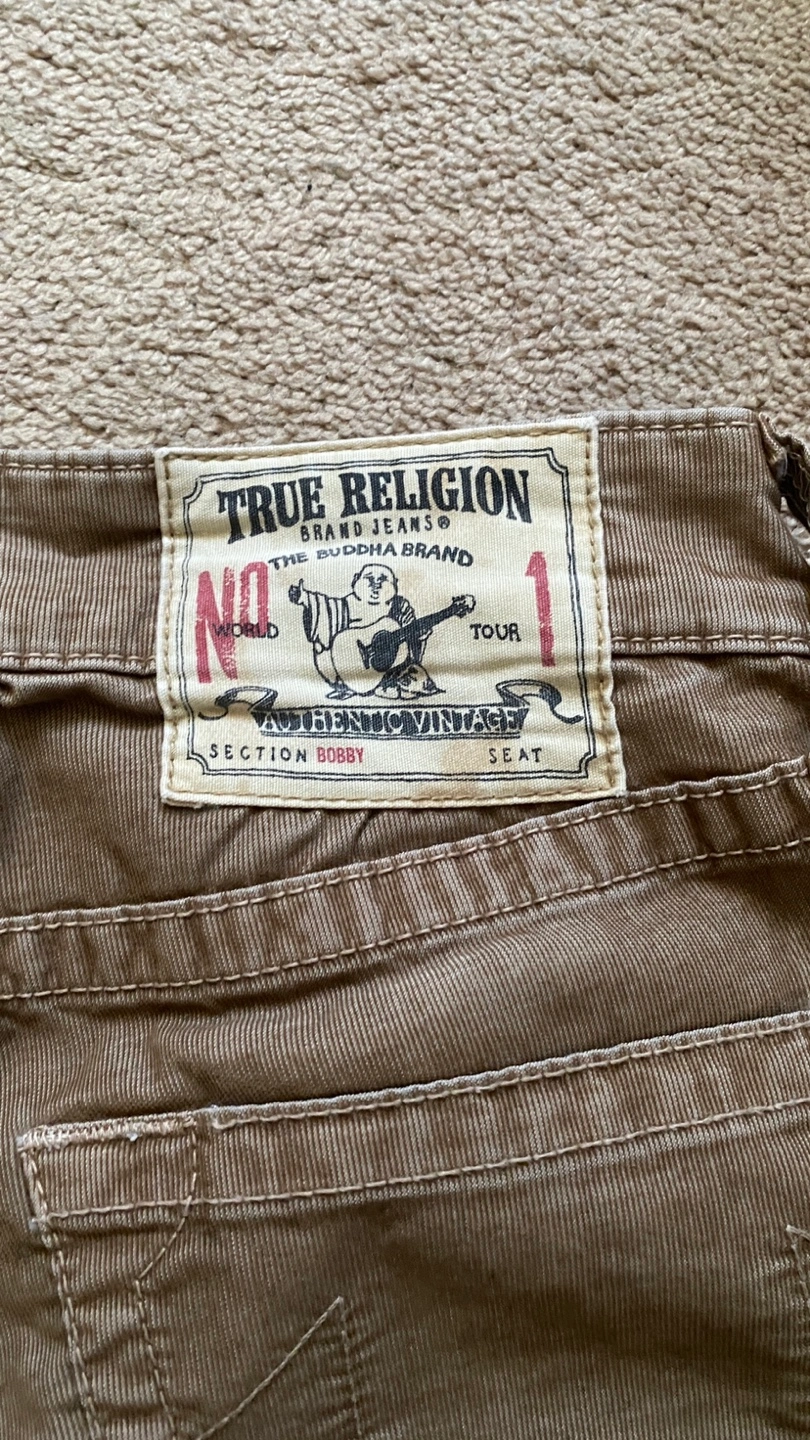 TRUE RELIGION
BRAND JEANS®
THE BUDDHA BRAND
NO 1
WORLD TOUR
AUTHENTIC VINTAGE
SECTION BOBBY SEAT